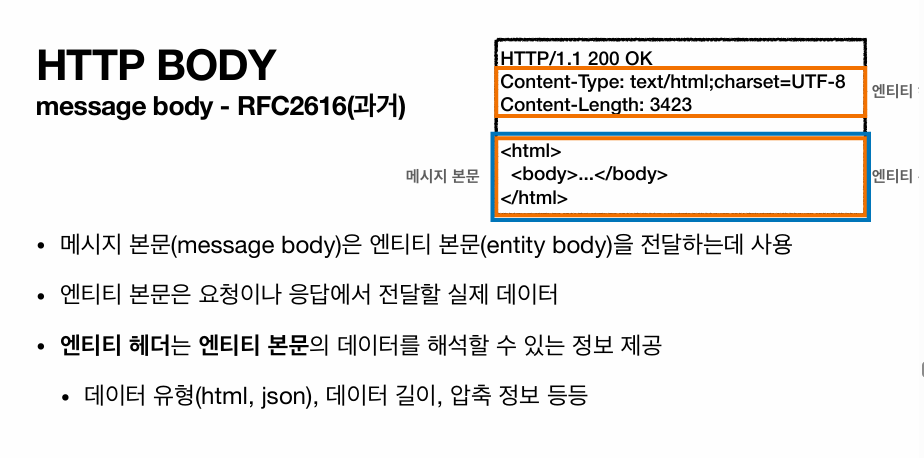 HTTP BODY
message body - RFC2616(과거)
HTTP/1.1 200 OK
Content-Type: text/html;charset=UTF-8
Content-Length: 3423
엔티티
<html>
<body>...</body>
</html>
메시지 본문
엔티티
• 메시지 본문(message body)은 엔티티 본문(entity body)을 전달하는데 사용
• 엔티티 본문은 요청이나 응답에서 전달할 실제 데이터
• 엔티티 헤더는 엔티티 본문의 데이터를 해석할 수 있는 정보 제공
• 데이터 유형(html, json), 데이터 길이, 압축 정보 등등